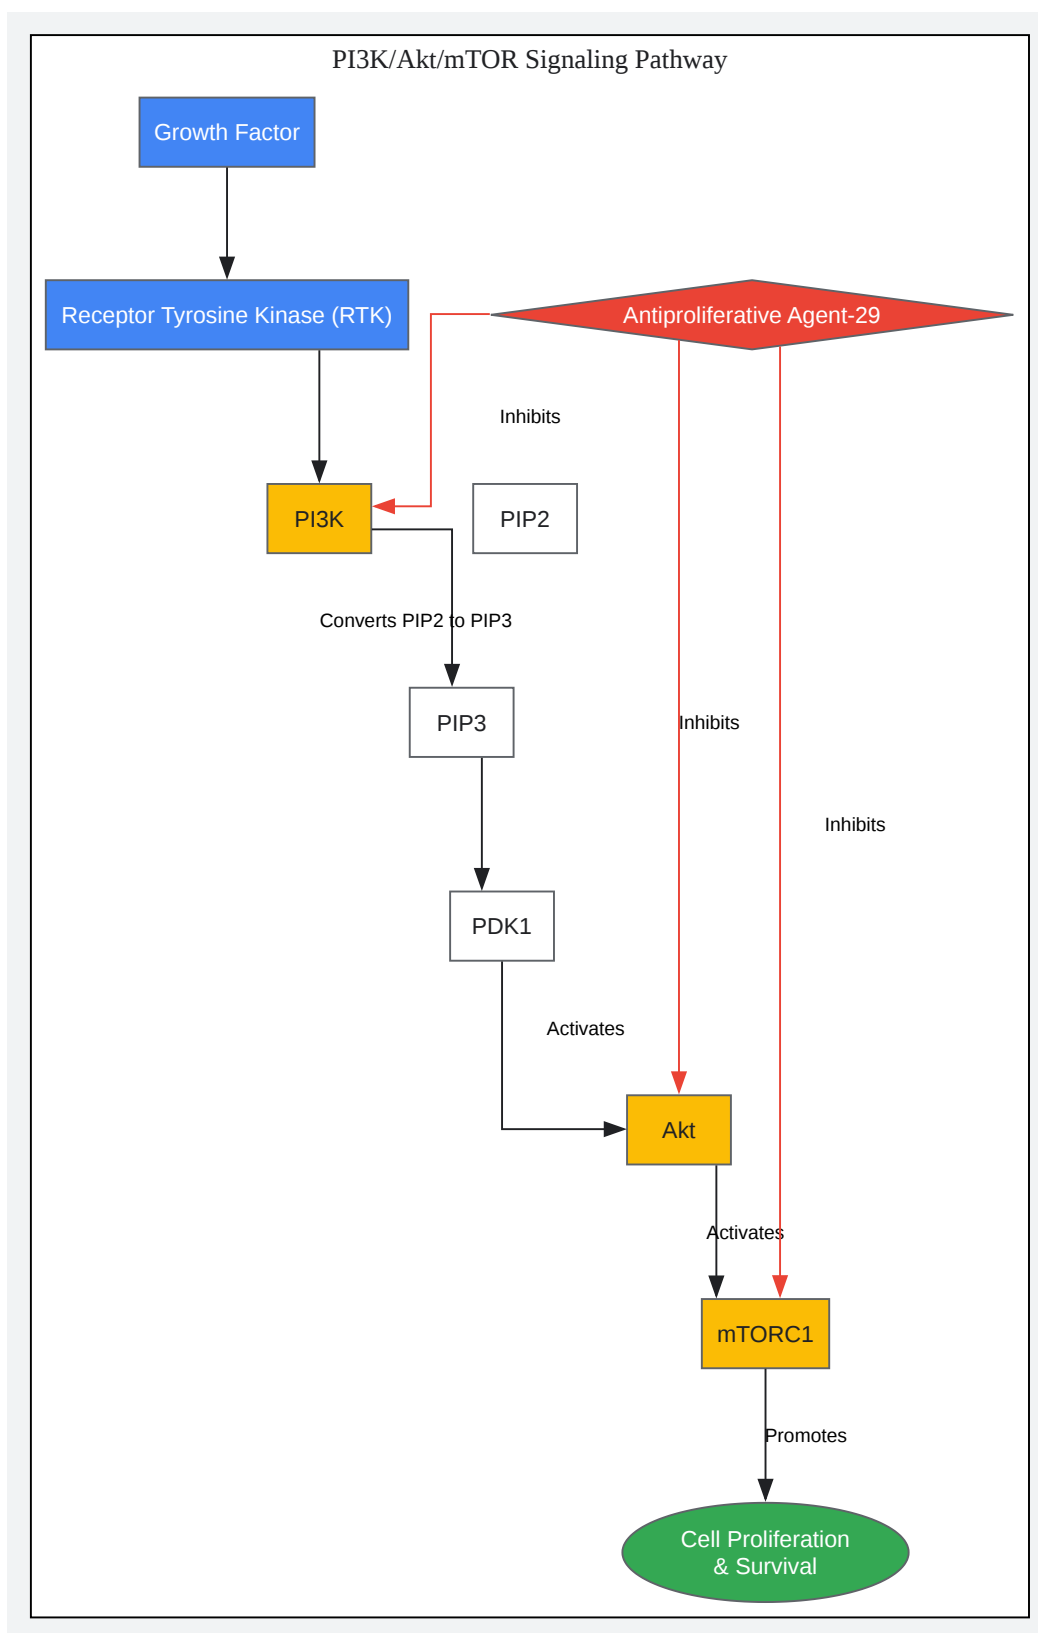 PI3K/Akt/mTOR Signaling Pathway
Growth Factor
Receptor Tyrosine Kinase (RTK)
Antiproliferative Agent-29
Inhibits
PI3K
PIP2
Converts PIP2 to PIP3
PIP3
Inhibits
Inhibits
PDK1
Activates
Akt
Activates
mTORC1
Promotes
Cell Proliferation
& Survival